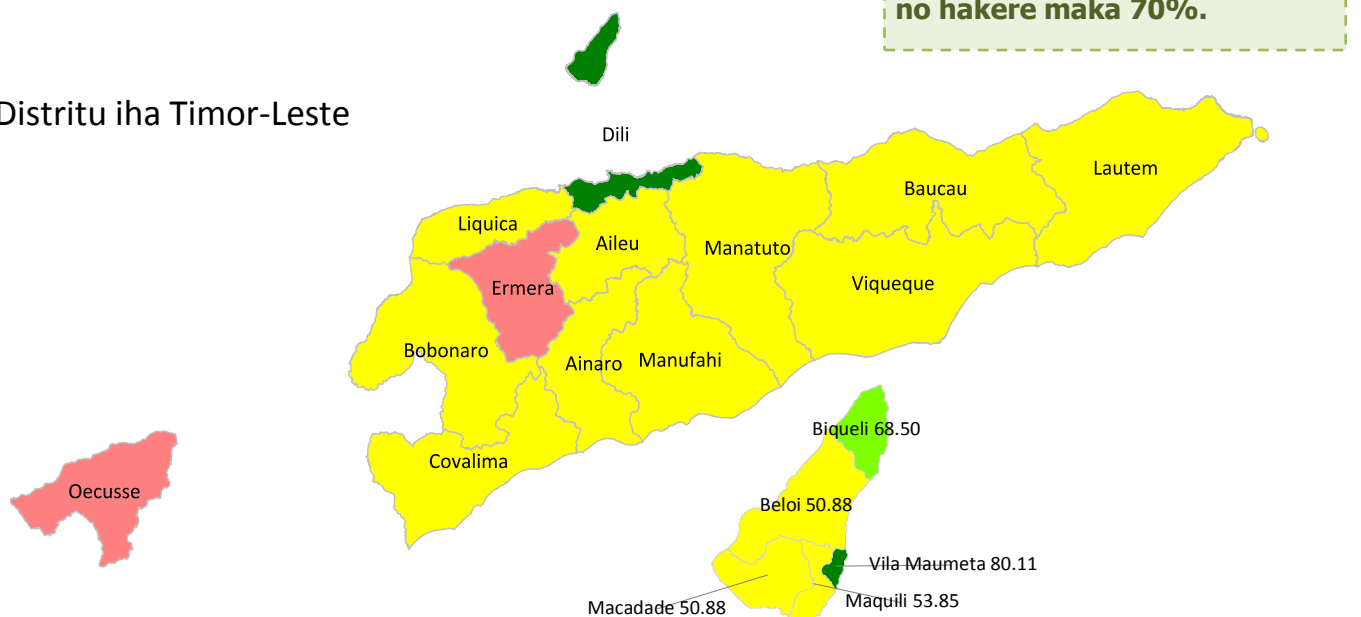 no hakere maka 70%.
Distritu iha Timor-Leste
Dili
Lautem
Baucau
Liquica
Aileu
Manatuto
Viqueque
Ermera
Bobonaro
Ainaro
Manufahi
Biqueli 68.50
Covalima
Oecusse
Beloi 50.88
Vila Maumeta 80.11
Maquili 53.85
Macadade 50.88